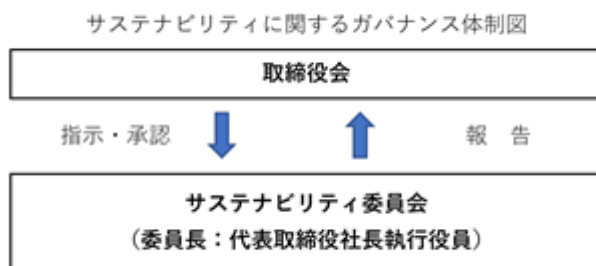 サステナビリティに関するガバナンス体制図
取締役会
指示・承認 報　告
サステナビリティ委員会
（委員長：代表取締役社長執行役員）